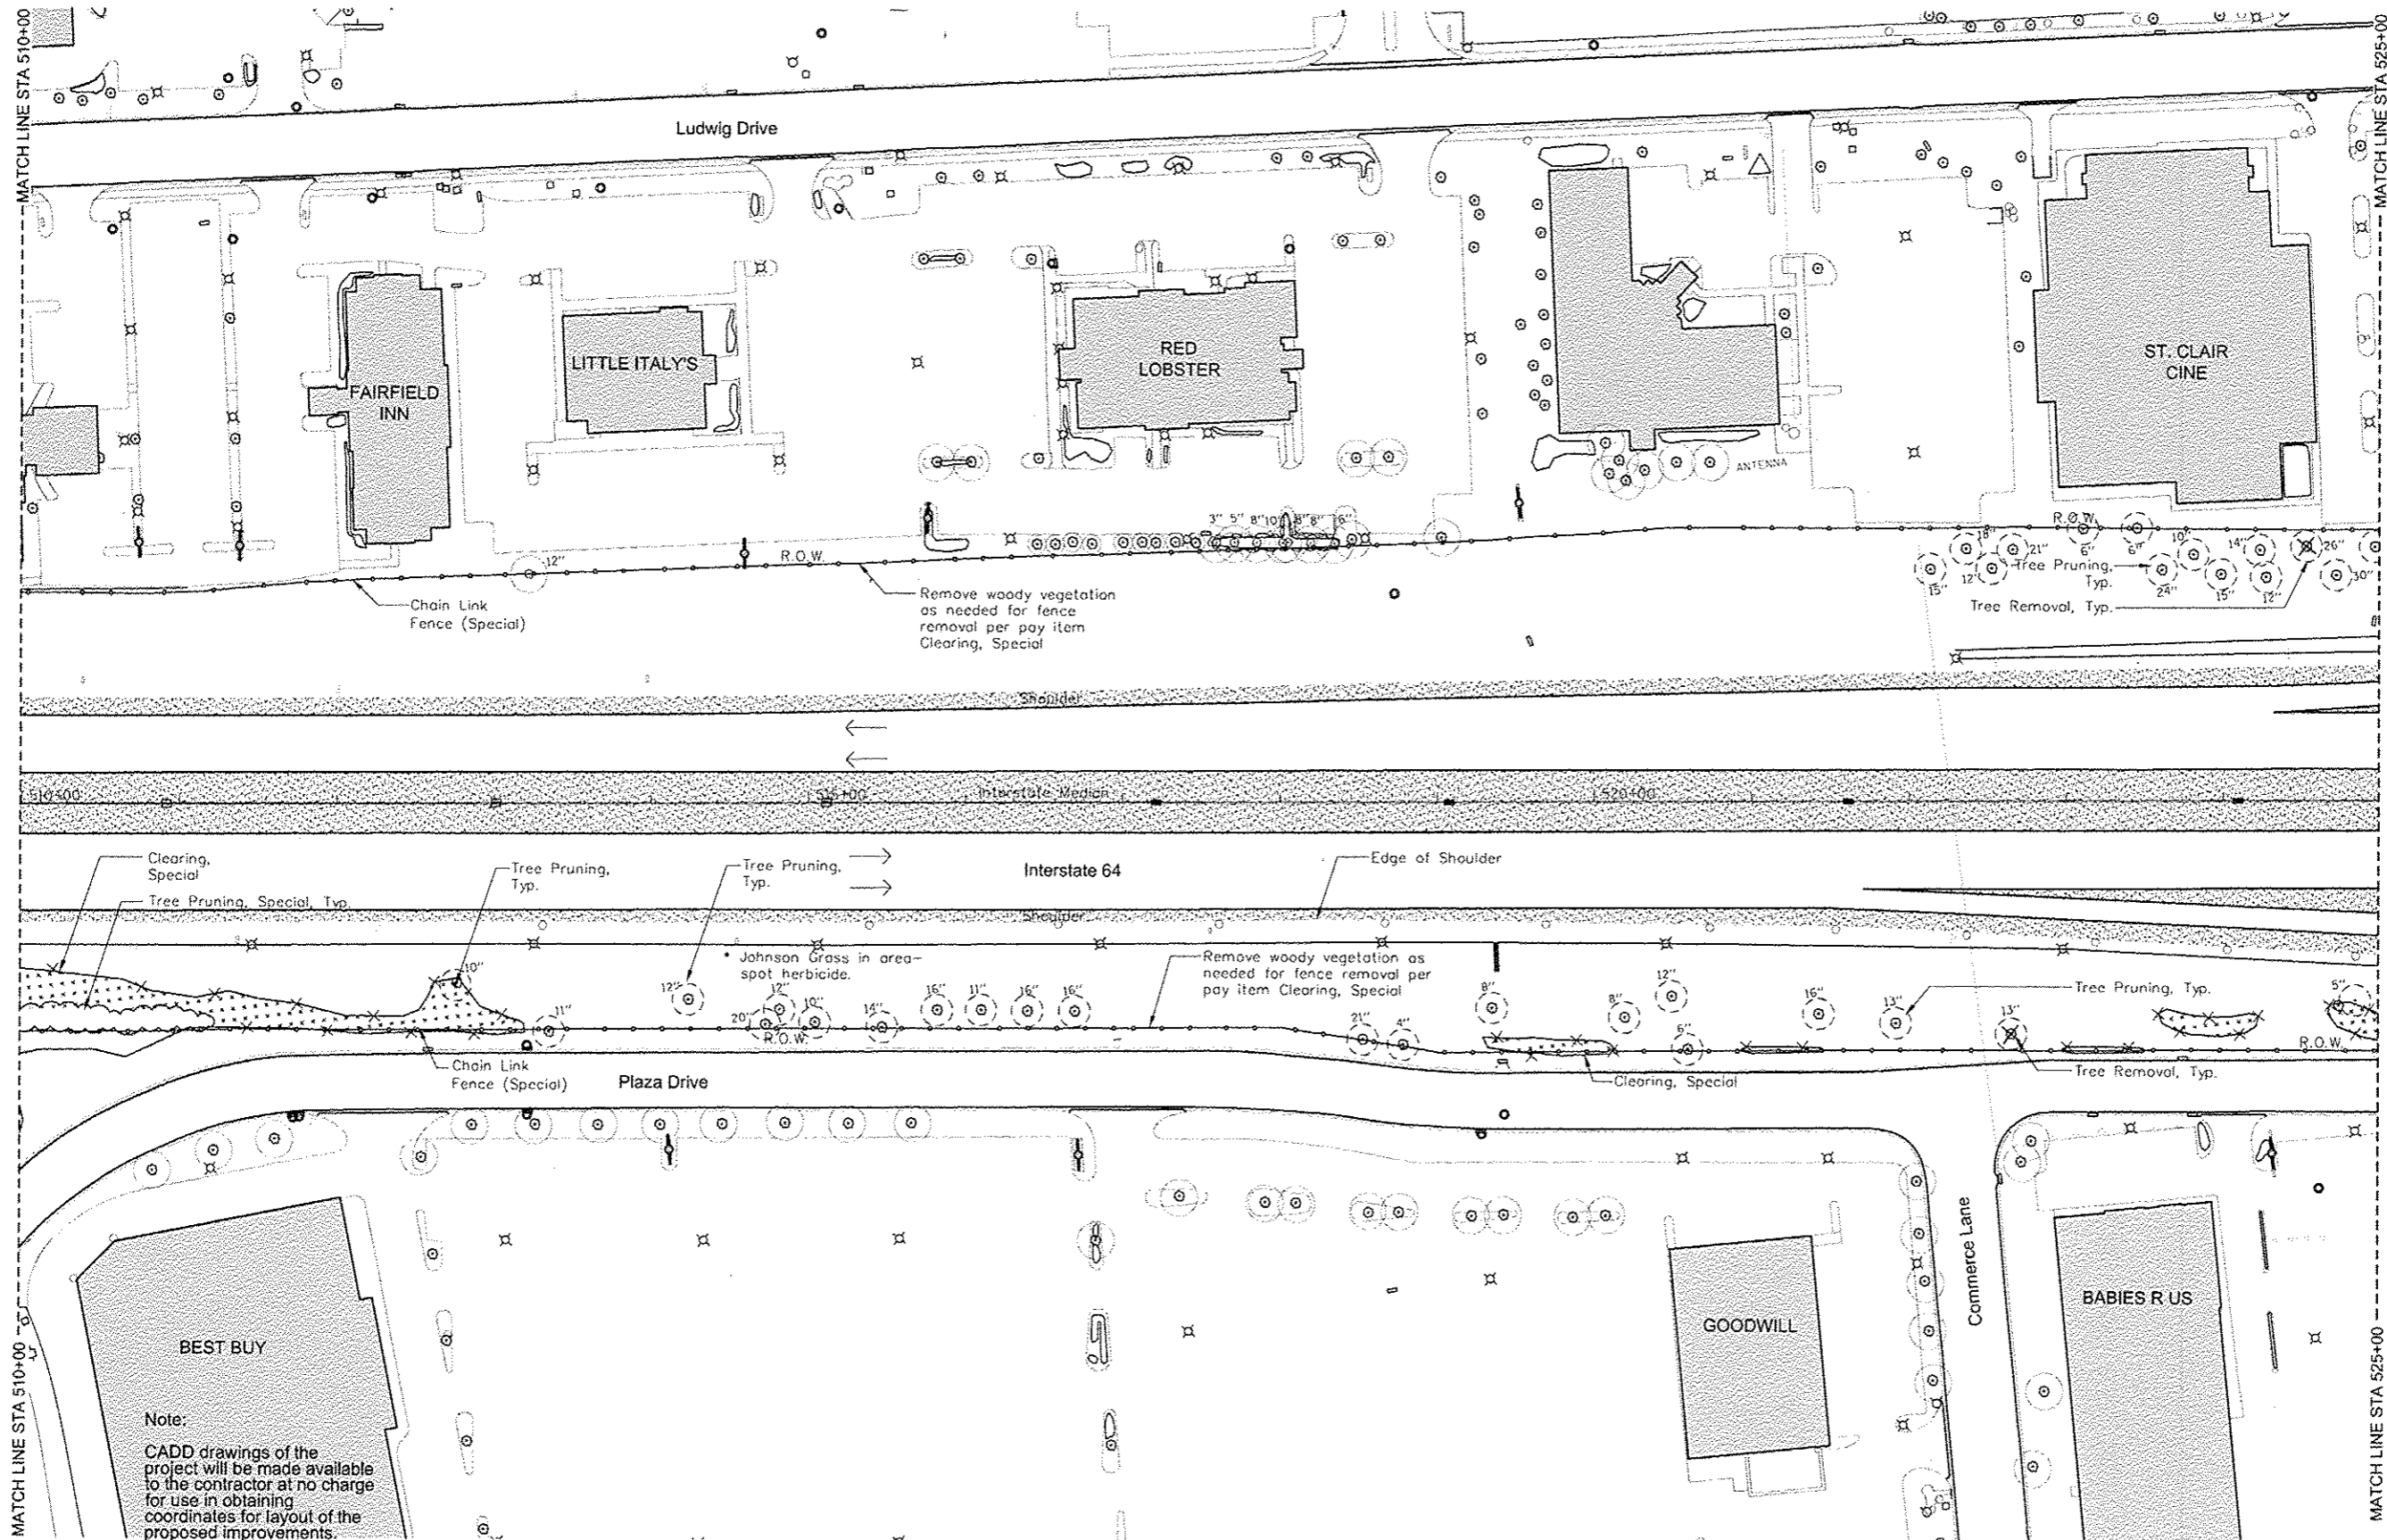 MATCH LINE STA 510+00
MATCH LINE STA 525+00
Ludwig Drive
FAIRFIELD
INN
LITTLE ITALY'S
RED
LOBSTER
ST. CLAIR
CINE
ANTENNA
3" 5" 8" 10" 8" 8" 6"
R.O.W.
12"
R.O.W.
6"
6"
10"
14"
26"
21"
12"
15"
24"
15"
12"
30"
Tree Pruning,
Typ.
Tree Removal, Typ.
Chain Link
Fence (Special)
Remove woody vegetation
as needed for fence
removal per pay item
Clearing, Special
Shoulder
510+00
515+00
Interstate Median
520+00
Clearing,
Special
Tree Pruning, Special, Typ.
Tree Pruning,
Typ.
Tree Pruning,
Typ.
Interstate 64
Edge of Shoulder
Shoulder
• Johnson Grass in area-
spot herbicide.
Remove woody vegetation as
needed for fence removal per
pay item Clearing, Special
10"
11"
12"
12"
20"
10"
14"
16"
11"
16"
16"
21"
4"
8"
8"
12"
6"
16"
13"
13"
5"
Tree Pruning, Typ.
R.O.W.
R.O.W.
Chain Link
Fence (Special)
Plaza Drive
Clearing, Special
Tree Removal, Typ.
BEST BUY
GOODWILL
Commerce Lane
BABIES R US
Note:
CADD drawings of the
project will be made available
to the contractor at no charge
for use in obtaining
coordinates for layout of the
proposed improvements.
MATCH LINE STA 510+00
MATCH LINE STA 525+00